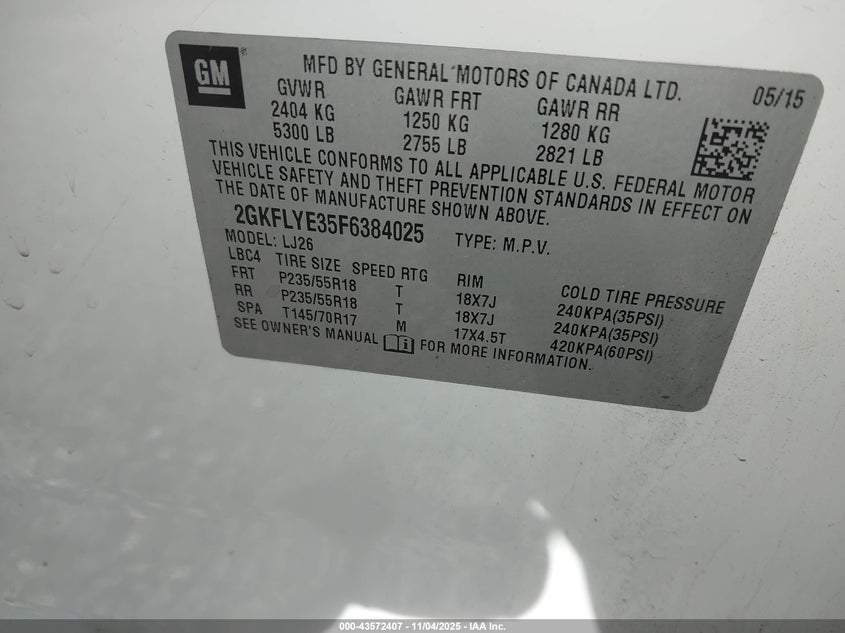 GM ®
MFD BY GENERAL MOTORS OF CANADA LTD. 05/15
GVWR GAWR FRT GAWR RR
2404 KG 1250 KG 1280 KG
5300 LB 2755 LB 2821 LB
THIS VEHICLE CONFORMS TO ALL APPLICABLE U.S. FEDERAL MOTOR
VEHICLE SAFETY AND THEFT PREVENTION STANDARDS IN EFFECT ON
THE DATE OF MANUFACTURE SHOWN ABOVE.
2GKFLYE35F6384025 TYPE: M.P.V.
MODEL: LJ26
LBC4 TIRE SIZE SPEED RTG RIM COLD TIRE PRESSURE
FRT P235/55R18 T 18X7J 240KPA(35PSI)
RR P235/55R18 T 18X7J 240KPA(35PSI)
SPA T145/70R17 M 17X4.5T 420KPA(60PSI)
SEE OWNER'S MANUAL i FOR MORE INFORMATION.
000-43572407 - 11/04/2025 - IAA Inc.